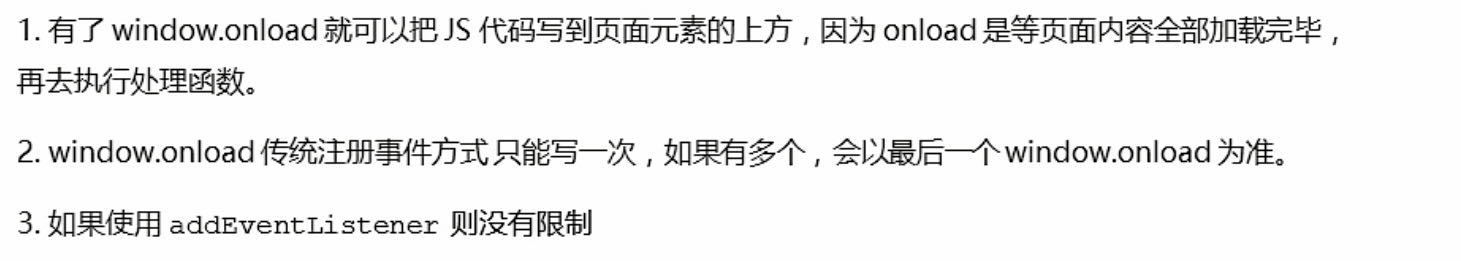 1. 有了 window.onload 就可以把 JS 代码写到页面元素的上方，因为 onload 是等页面内容全部加载完毕，
再去执行处理函数。
2. window.onload 传统注册事件方式 只能写一次，如果有多个，会以最后一个 window.onload 为准。
3. 如果使用 addEventListener 则没有限制